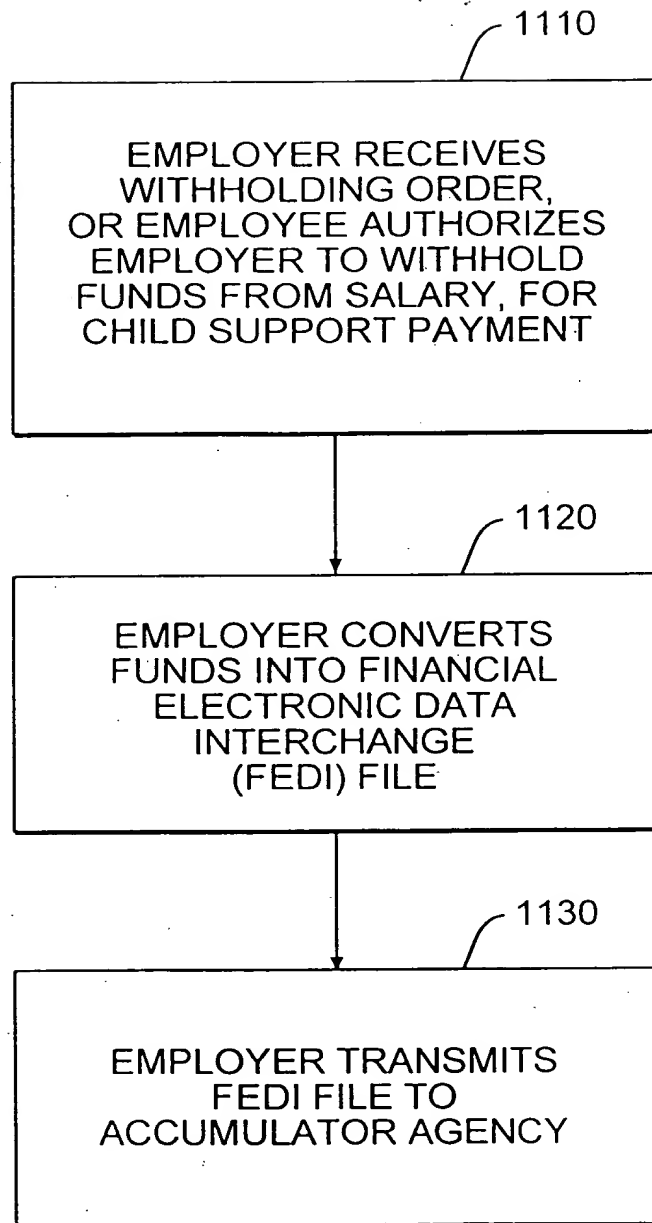 1110
EMPLOYER RECEIVES
WITHHOLDING ORDER,
OR EMPLOYEE AUTHORIZES
EMPLOYER TO WITHHOLD
FUNDS FROM SALARY, FOR
CHILD SUPPORT PAYMENT
1120
EMPLOYER CONVERTS
FUNDS INTO FINANCIAL
ELECTRONIC DATA
INTERCHANGE
(FEDI) FILE
1130
EMPLOYER TRANSMITS
FEDI FILE TO
ACCUMULATOR AGENCY